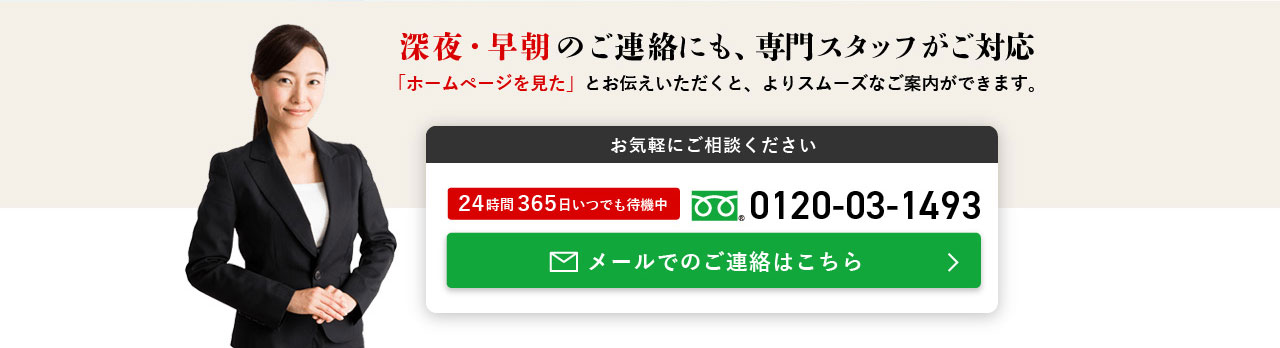 深夜・早朝のご連絡にも、専門スタッフがご対応
「ホームページを見た」とお伝えいただくと、よりスムーズなご案内ができます。
お気軽にご相談ください
24時間365日いつでも待機中
0120-03-1493
メールでのご連絡はこちら